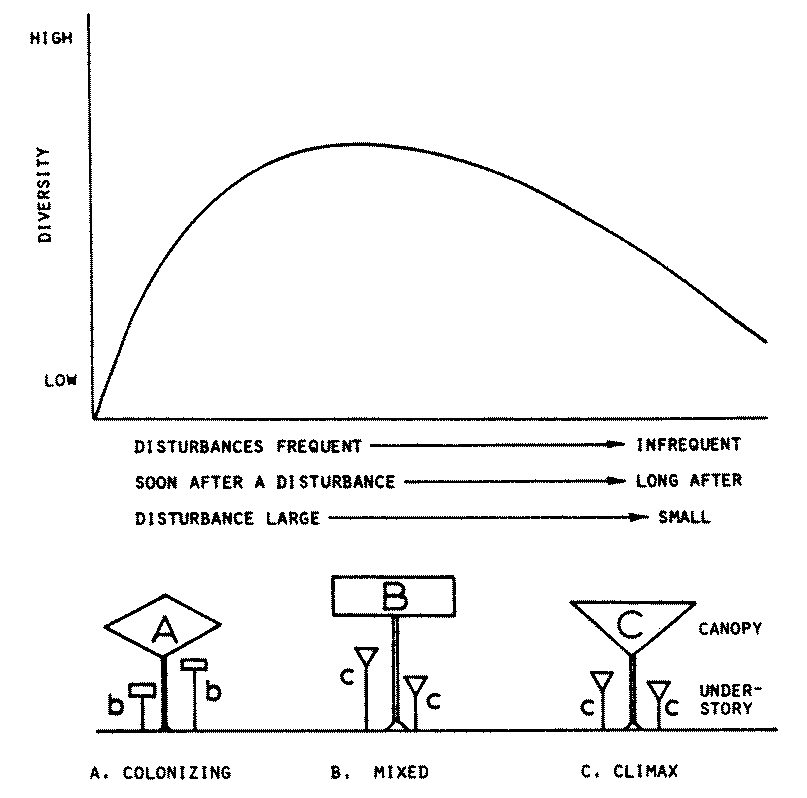 HIGH
DIVERSITY
LOW
DISTURBANCES FREQUENT INFREQUENT
SOON AFTER A DISTURBANCE LONG AFTER
DISTURBANCE LARGE SMALL
A
B
C
CANOPY
b
b
c
c
c
c
UNDER-
STORY
A. COLONIZING
B. MIXED
C. CLIMAX